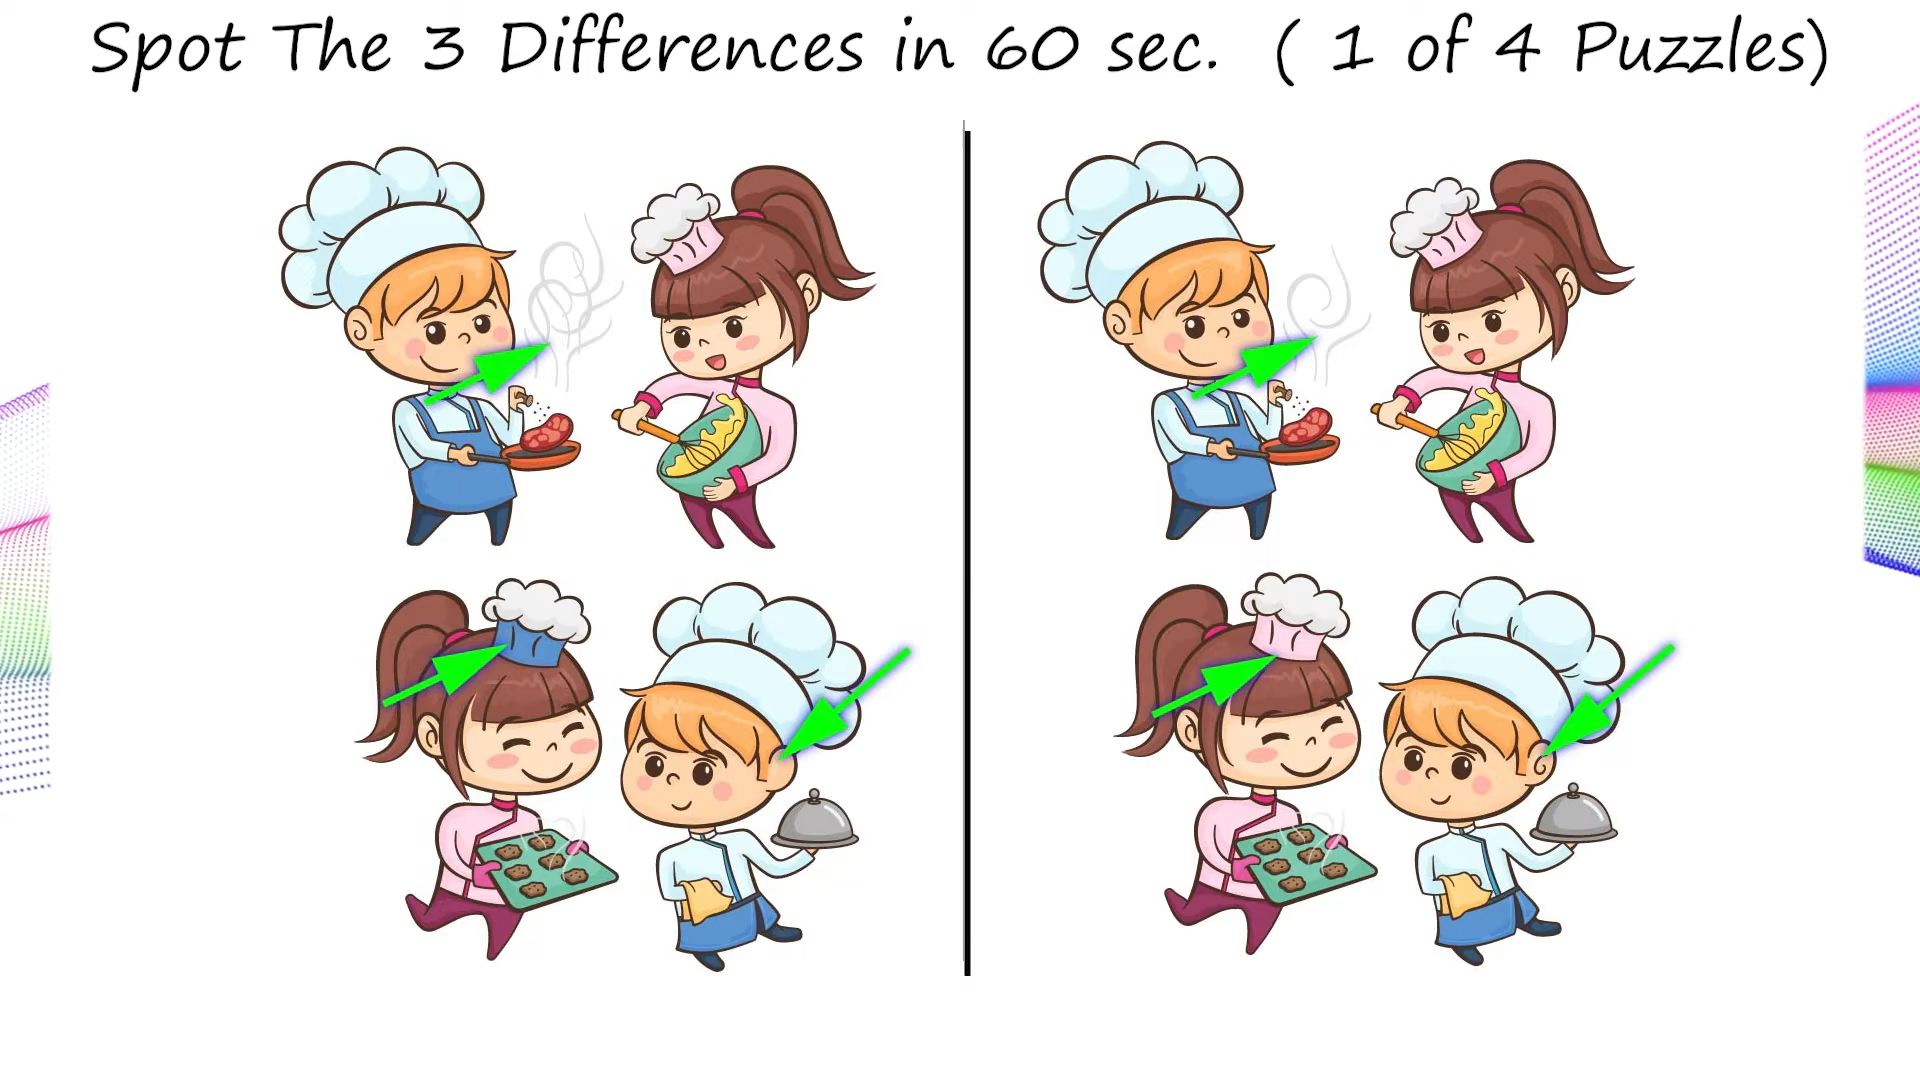 Spot The 3 Differences in 60 sec. ( 1 of 4 Puzzles)